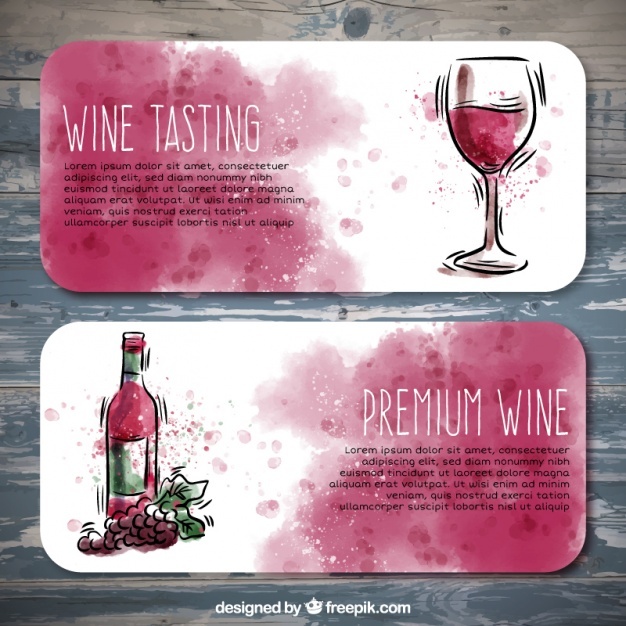 WINE TASTING
Lorem ipsum dolor sit amet, consectetuer
adipiscing elit, sed diam nonummy nibh
euismod tincidunt ut laoreet dolore magna
aliquam erat volutpat. Ut wisi enim ad minim
veniam, quis nostrud exerci tation
ullamcorper suscipit lobortis nisl ut aliquip
PREMIUM WINE
Lorem ipsum dolor sit amet, consectetuer
adipiscing elit, sed diam nonummy nibh
euismod tincidunt ut laoreet dolore magna
aliquam erat volutpat. Ut wisi enim ad minim
veniam, quis nostrud exerci tation
ullamcorper suscipit lobortis nisl ut aliquip
designed by freepik.com